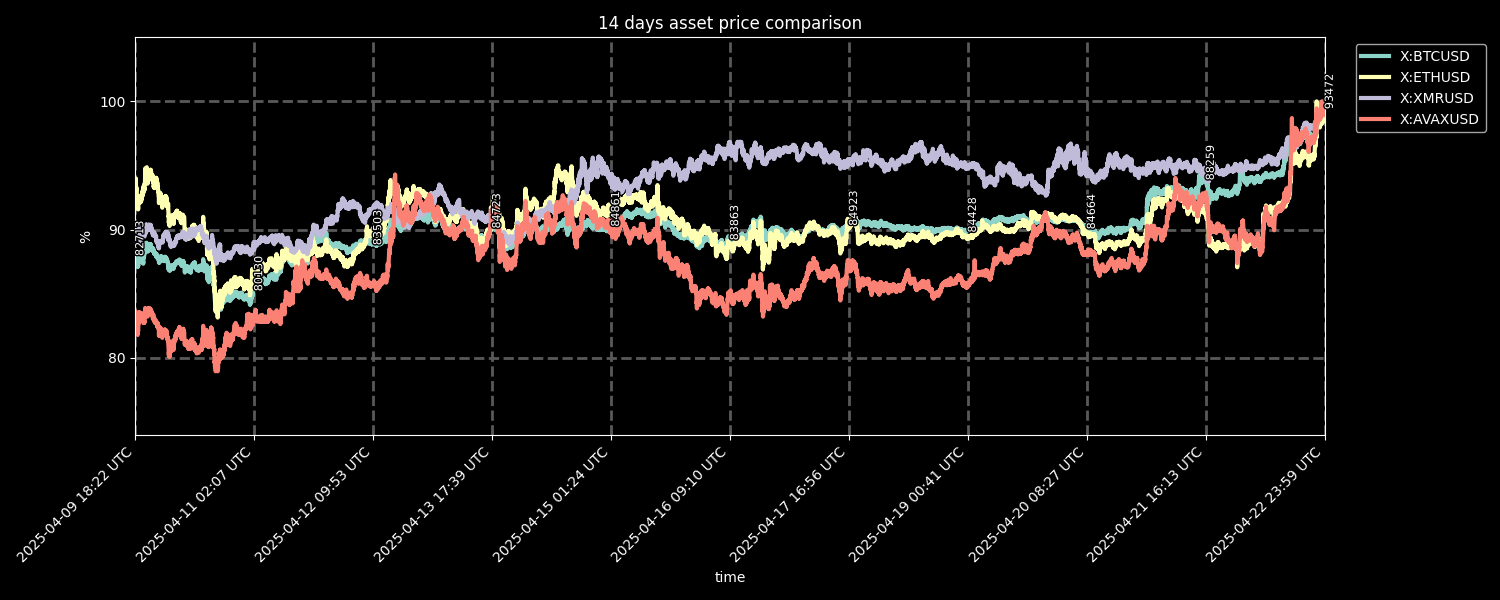 14 days asset price comparison
X:BTCUSD
X:ETHUSD
X:XMRUSD
X:AVAXUSD
100
90
80
%
80130
83503
84723
84861
83863
84923
84428
84664
88259
93472
2025-04-09 18:22 UTC
2025-04-11 02:07 UTC
2025-04-12 09:53 UTC
2025-04-13 17:39 UTC
2025-04-15 01:24 UTC
2025-04-16 09:10 UTC
2025-04-17 16:56 UTC
2025-04-19 00:41 UTC
2025-04-20 08:27 UTC
2025-04-21 16:13 UTC
2025-04-22 23:59 UTC
time